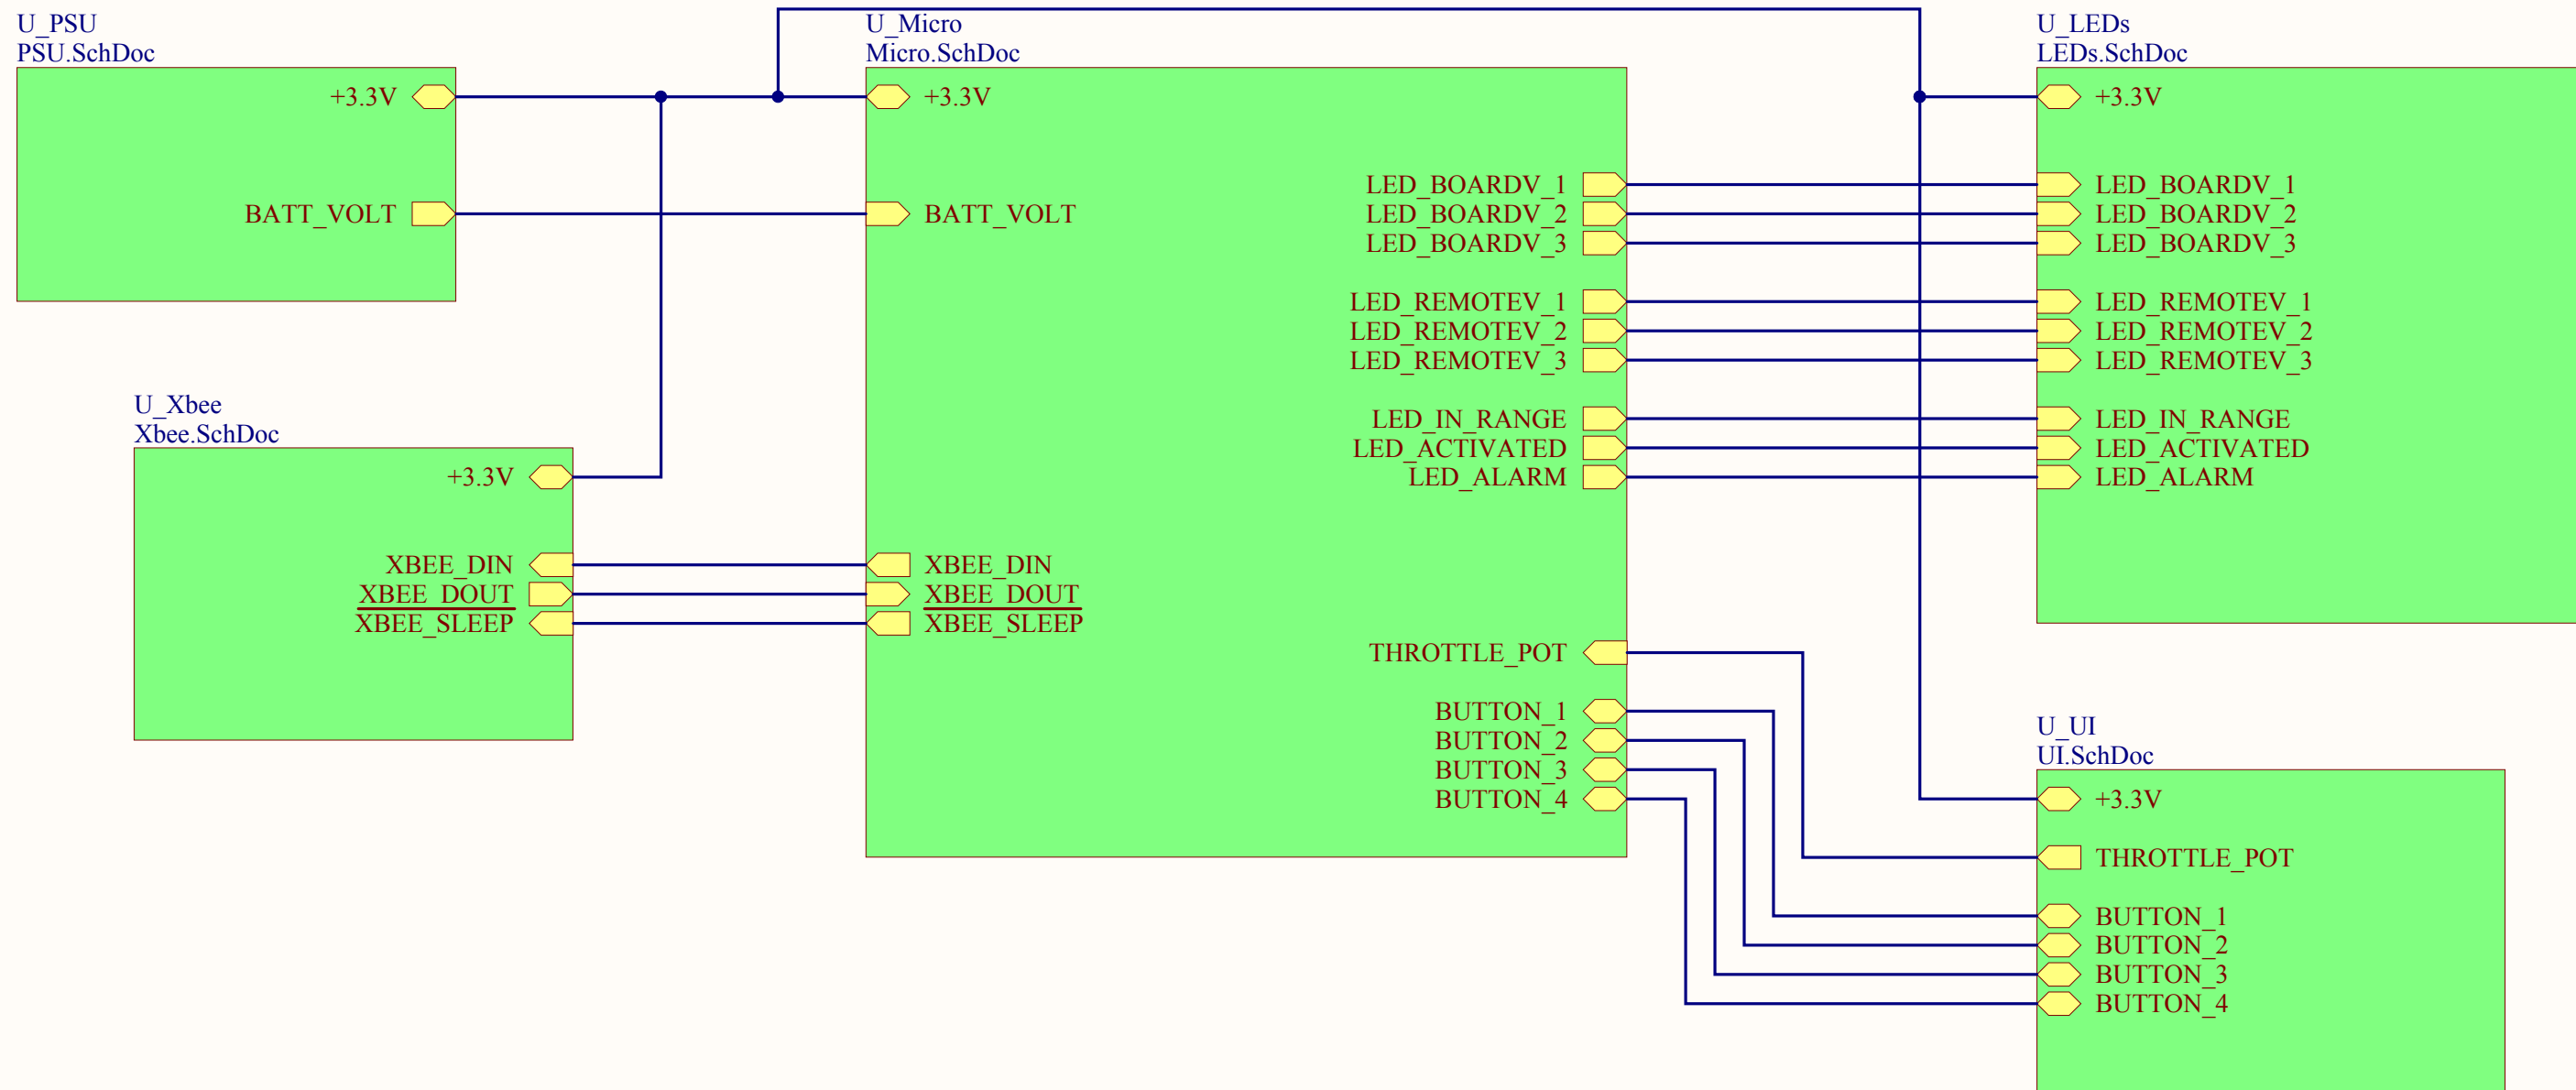 U_PSU
PSU.SchDoc
+3.3V
BATT_VOLT
U_Xbee
Xbee.SchDoc
+3.3V
XBEE_DIN
XBEE_DOUT
XBEE_SLEEP
U_Micro
Micro.SchDoc
+3.3V
BATT_VOLT
XBEE_DIN
XBEE_DOUT
XBEE_SLEEP
LED_BOARDV_1
LED_BOARDV_2
LED_BOARDV_3
LED_REMOTEV_1
LED_REMOTEV_2
LED_REMOTEV_3
LED_IN_RANGE
LED_ACTIVATED
LED_ALARM
THROTTLE_POT
BUTTON_1
BUTTON_2
BUTTON_3
BUTTON_4
U_LEDs
LEDs.SchDoc
+3.3V
LED_BOARDV_1
LED_BOARDV_2
LED_BOARDV_3
LED_REMOTEV_1
LED_REMOTEV_2
LED_REMOTEV_3
LED_IN_RANGE
LED_ACTIVATED
LED_ALARM
U_UI
UI.SchDoc
+3.3V
THROTTLE_POT
BUTTON_1
BUTTON_2
BUTTON_3
BUTTON_4